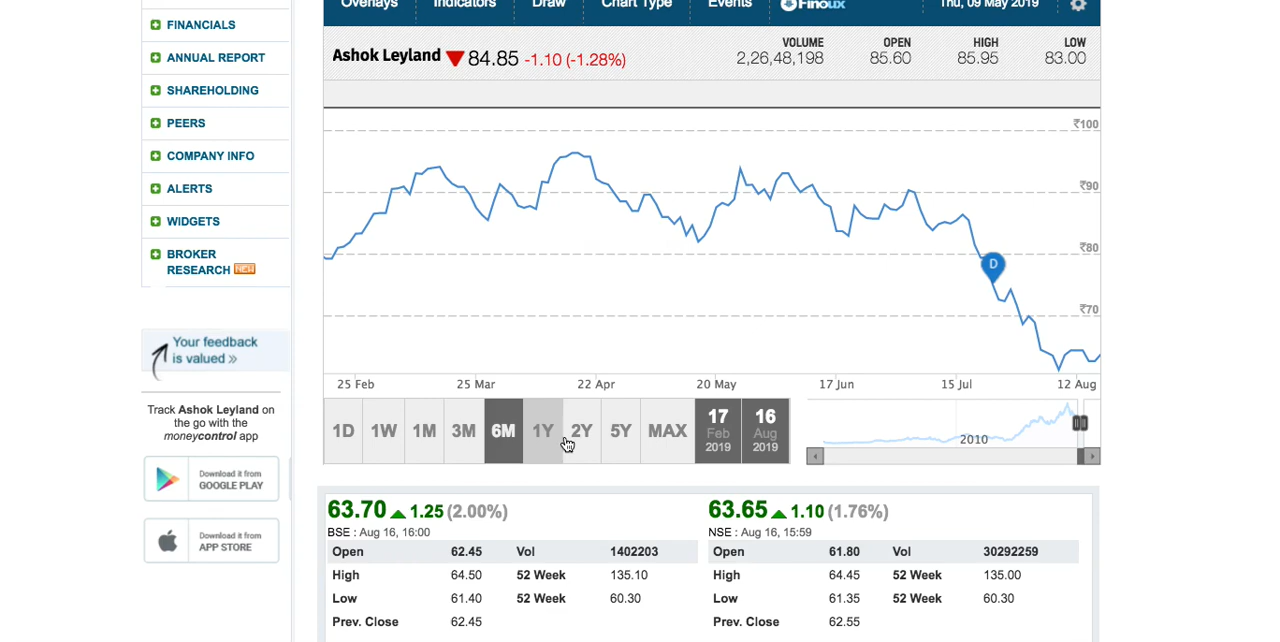 Overlays Indicators Draw Chart Type Events Finolix Thu, 09 May 2019
FINANCIALS
ANNUAL REPORT
SHAREHOLDING
PEERS
COMPANY INFO
ALERTS
WIDGETS
BROKER
RESEARCH NEW
Your feedback
is valued »
Track Ashok Leyland on
the go with the
moneycontrol app
Download it from
GOOGLE PLAY
Download it from
APP STORE
Ashok Leyland 84.85 -1.10 (-1.28%)
VOLUME OPEN HIGH LOW
2,26,48,198 85.60 85.95 83.00
₹100
₹90
₹80
D
₹70
25 Feb 25 Mar 22 Apr 20 May 17 Jun 15 Jul 12 Aug
1D 1W 1M 3M 6M 1Y 2Y 5Y MAX
17 16
Feb Aug
2019 2019
2010
63.70 1.25 (2.00%)
BSE : Aug 16, 16:00
Open 62.45 Vol 1402203
High 64.50 52 Week 135.10
Low 61.40 52 Week 60.30
Prev. Close 62.45
63.65 1.10 (1.76%)
NSE : Aug 16, 15:59
Open 61.80 Vol 30292259
High 64.45 52 Week 135.00
Low 61.35 52 Week 60.30
Prev. Close 62.55